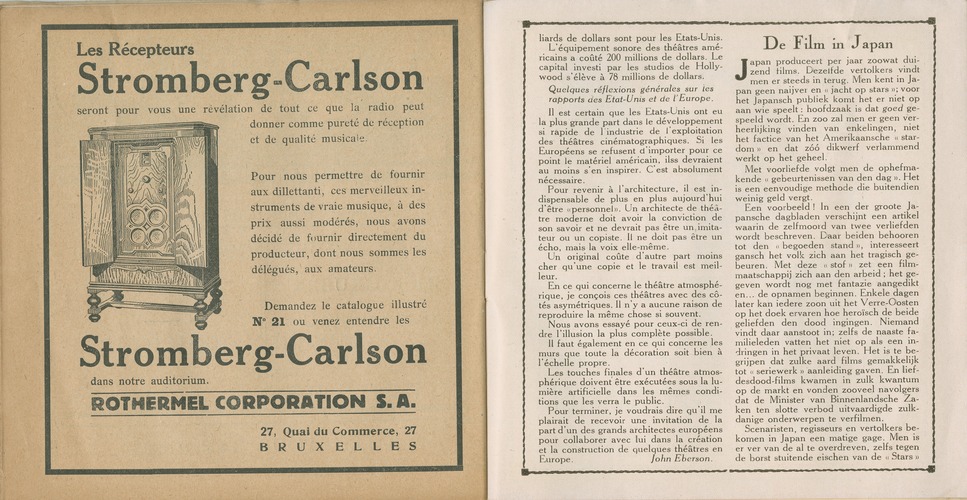 Les Récepteurs
Stromberg-Carlson
seront pour vous une révélation de tout ce que la radio peut
donner comme pureté de réception
et de qualité musicale.
Pour nous permettre de fournir
aux dillettanti, ces merveilleux in-
struments de vraie musique, à des
prix aussi modérés, nous avons
décidé de fournir directement du
producteur, dont nous sommes les
délégués, aux amateurs.
Demandez le catalogue illustré
N° 21 ou venez entendre les
Stromberg-Carlson
dans notre auditorium.
ROTHERMEL CORPORATION S. A.
27, Quai du Commerce, 27
BRUXELLES
liards de dollars sont pour les Etats-Unis.
L'équipement sonore des théâtres amé-
ricains a coûté 200 millions de dollars. Le
capital investi par les studios de Holly-
wood s'élève à 78 millions de dollars.
Quelques réflexions générales sur les
rapports des Etat-Unis et de l'Europe.
Il est certain que les Etats-Unis ont eu
la plus grande part dans le développement
si rapide de l'industrie de l'exploitation
des théâtres cinématographiques. Si les
Européens se refusent d'importer pour ce
point le matériel américain, ilss devraient
au moins s'en inspirer. C'est absolument
nécessaire.
Pour revenir à l'architecture, il est in-
dispensable de plus en plus aujourd'hui
d'être «personnel». Un architecte de théâ-
tre moderne doit avoir la conviction de
son savoir et ne devrait pas être un imita-
teur ou un copiste. Il ne doit pas être un
écho, mais la voix elle-même.
Un original coûte d'autre part moins
cher qu'une copie et le travail est meil-
leur.
En ce qui concerne le théâtre atmosphé-
rique, je conçois ces théâtres avec des cô-
tés asymétriques. Il n'y a aucune raison de
reproduire la même chose si souvent.
Nous avons essayé pour ceux-ci de ren-
dre l'illusion la plus complète possible.
Il faut également en ce qui concerne les
murs que toute la décoration soit bien à
l'échelle propre.
Les touches finales d'un théâtre atmos-
phérique doivent être exécutées sous la lu-
mière artificielle dans les mêmes condi-
tions que les verra le public.
Pour terminer, je voudrais dire qu'il me
plairait de recevoir une invitation de la
part d'un des grands architectes européens
pour collaborer avec lui dans la création
et la construction de quelques théâtres en
Europe. John Eberson.
De Film in Japan
Japan produceert per jaar zoowat dui-
zend films. Dezelfde vertolkers vindt
men er steeds in terug. Men kent in Ja-
pan geen naijver en «jacht op stars»; voor
het Japansch publiek komt het er niet op
aan wie speelt; hoofdzaak is dat goed ge-
speeld wordt. En zoo zal men er geen ver-
heerlijking vinden van enkelingen, niet
het factice van het Amerikaansche «star-
dom» en dat zóó dikwerf verlammend
werkt op het geheel.
Met voorliefde volgt men de ophefma-
kende «gebeurtenissen van den dag». Het
is een eenvoudige methode die buitendien
weinig geld vergt.
Een voorbeeld! In een der groote Ja-
pansche dagbladen verschijnt een artikel
waarin de zelfmoord van twee verliefden
wordt beschreven. Daar beiden behooren
tot den «begoeden stand», interesseert
gansch het volk zich aan het tragisch ge-
beuren. Met deze «stof» zet een film-
maatschappij zich aan den arbeid; het ge-
geven wordt nog met fantazie aangedikt
en... de opnamen beginnen. Enkele dagen
later kan iedere zoon uit het Verre-Oosten
op het doek ervaren hoe heroïsch de beide
geliefden den dood ingingen. Niemand
vindt daar aanstoot in; zelfs de naaste fa-
milieleden vatten het niet op als een in-
dringen in het privaat leven. Het is te be-
grijpen dat zulke aard films gemakkelijk
tot «seriewerk» aanleiding gaven. En lief-
desdood-films kwamen in zulk kwantum
op de markt en vonden zooveel navolgers
dat de Minister van Binnenlandsche Za-
ken ten slotte verbod uitvaardigde zulk-
danige onderwerpen te verfilmen.
Scenaristen, regisseurs en vertolkers be-
komen in Japan een matige gage. Men is
er ver van de al te overdreven, zelfs tegen
de borst stuitende eischen van de «Stars»